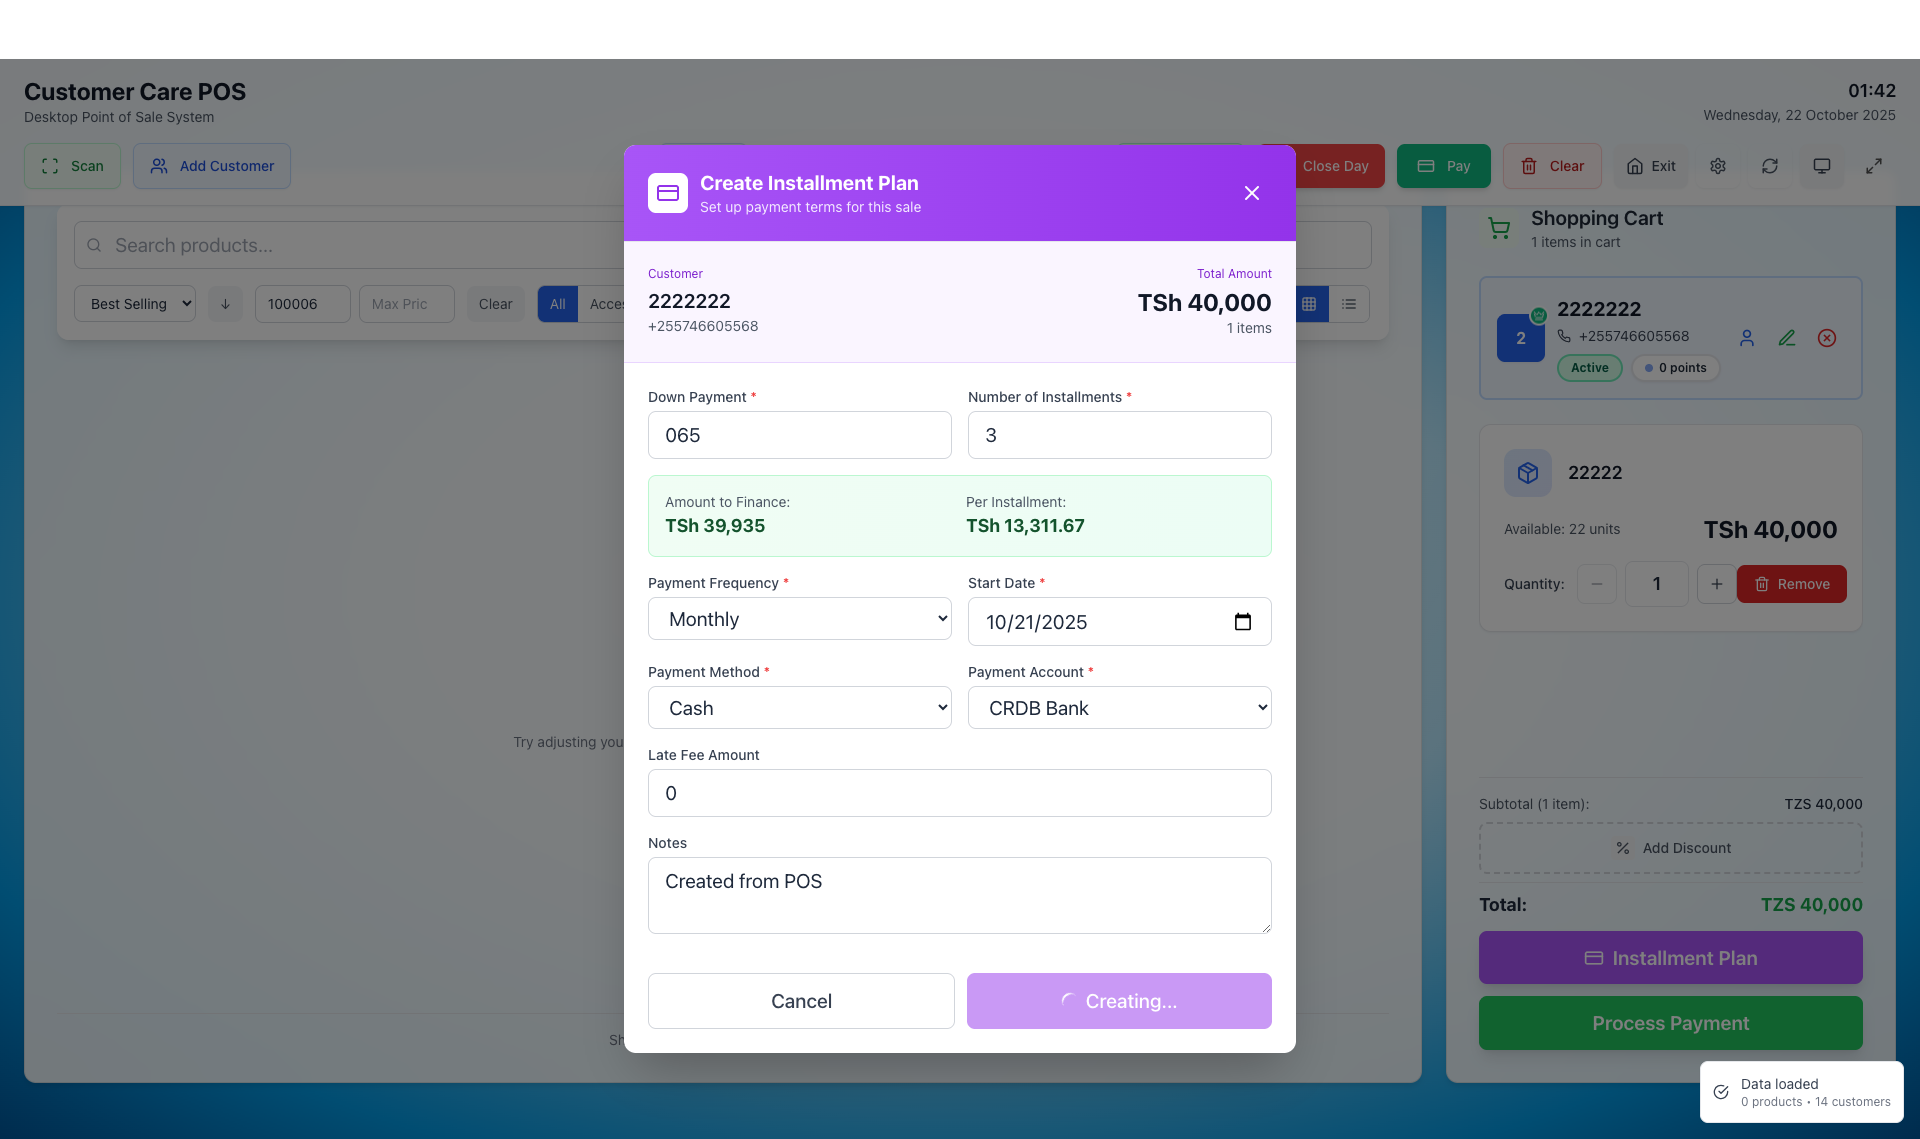 Customer Care POS
Desktop Point of Sale System
01:42
Wednesday, 22 October 2025
Scan
Add Customer
Close Day
Pay
Clear
Exit
Search products...
Best Selling
100006
Max Pric
Clear
All
Acces
Try adjusting you
Sh
Create Installment Plan
Set up payment terms for this sale
Customer
Total Amount
2222222
TSh 40,000
+255746605568
1 items
Down Payment *
Number of Installments *
065
3
Amount to Finance:
Per Installment:
TSh 39,935
TSh 13,311.67
Payment Frequency *
Start Date *
Monthly
10/21/2025
Payment Method *
Payment Account *
Cash
CRDB Bank
Late Fee Amount
0
Notes
Created from POS
Cancel
Creating...
Shopping Cart
1 items in cart
2
2222222
+255746605568
Active
0 points
22222
Available: 22 units
TSh 40,000
Quantity:
1
Remove
Subtotal (1 item):
TZS 40,000
Add Discount
Total:
TZS 40,000
Installment Plan
Process Payment
Data loaded
0 products • 14 customers